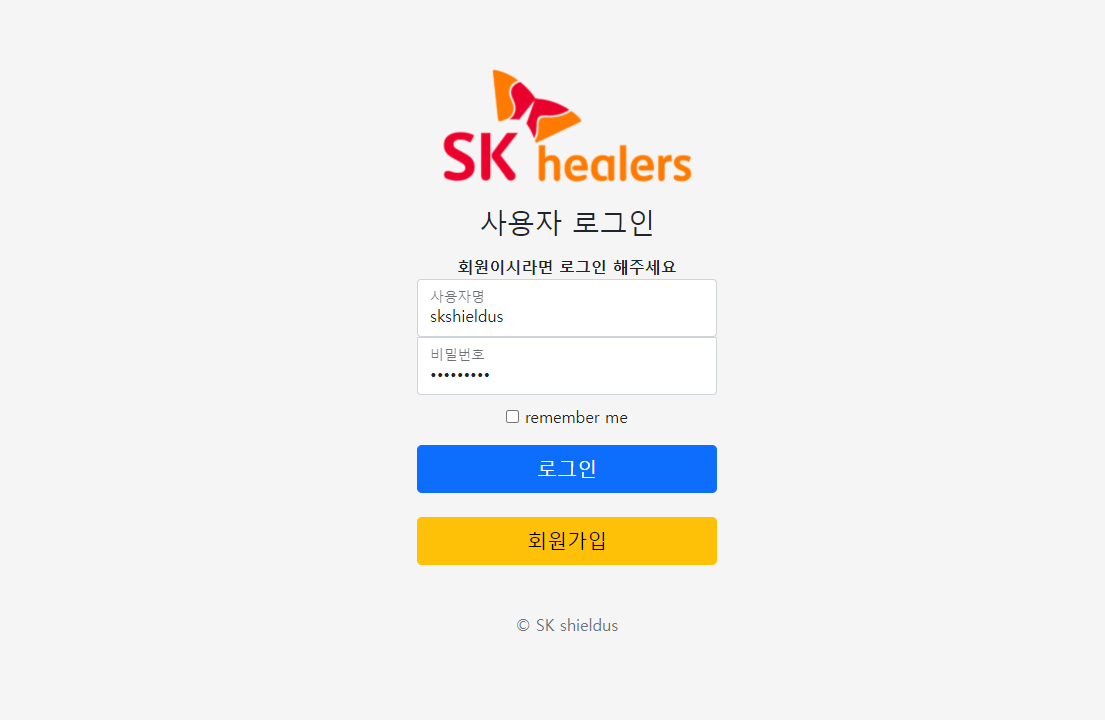 SK healers
사용자 로그인
회원이시라면 로그인 해주세요
사용자명
skshieldus
비밀번호
•••••••••
remember me
로그인
회원가입
© SK shieldus